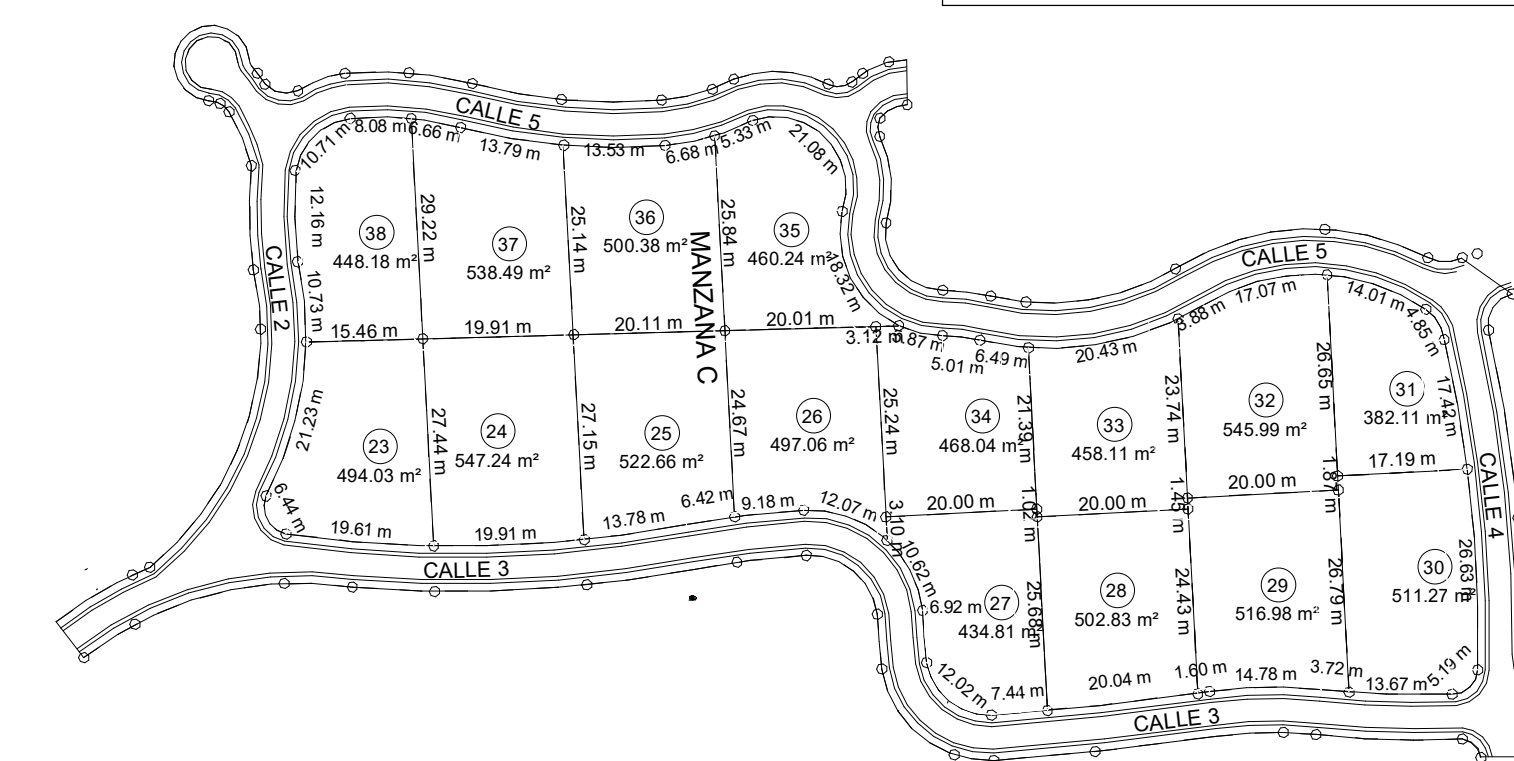 CALLE 5
10.71 m
8.08 m
6.66 m
13.79 m
13.53 m
6.68 m
5.33 m
21.08 m
12.16 m
10.73 m
CALLE 2
38
448.18 m²
29.22 m
37
538.49 m²
25.14 m
36
500.38 m²
MANZANA C
25.84 m
35
460.24 m²
18.32 m
15.46 m
19.91 m
20.11 m
20.01 m
3.12 m
5.01 m
6.49 m
20.43 m
3.88 m
17.07 m
CALLE 5
14.01 m
4.85 m
21.23 m
23
494.03 m²
27.44 m
24
547.24 m²
27.15 m
25
522.66 m²
24.67 m
26
497.06 m²
25.24 m
34
468.04 m²
21.39 m
33
458.11 m²
23.74 m
32
545.99 m²
26.65 m
31
382.11 m²
17.42 m
6.44 m
19.61 m
19.91 m
13.78 m
6.42 m
9.18 m
12.07 m
3.10 m
20.00 m
1.02 m
20.00 m
1.45 m
20.00 m
1.87 m
17.19 m
CALLE 4
CALLE 3
10.62 m
6.92 m
27
434.81 m²
25.68 m
28
502.83 m²
24.43 m
29
516.98 m²
26.79 m
30
511.27 m²
26.63 m
12.02 m
7.44 m
20.04 m
1.60 m
14.78 m
3.72 m
13.67 m
5.19 m
CALLE 3